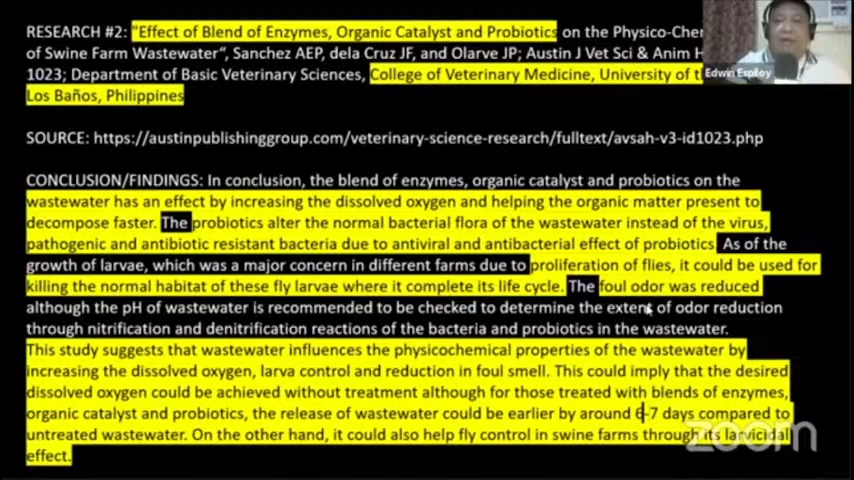 RESEARCH #2: "Effect of Blend of Enzymes, Organic Catalyst and Probiotics on the
of Swine Farm Wastewater", Sanchez AEP, dela Cruz JF, and Olarve JP; Austin J Vet Sci & Anim
1023; Department of Basic Veterinary Sciences, College of Veterinary Medicine, University of
Los Baños, Philippines
Edwin Espiloy
SOURCE: https://austinpublishinggroup.com/veterinary-science-research/fulltext/avsah-v3-id1023.php
CONCLUSION/FINDINGS: In conclusion, the blend of enzymes, organic catalyst and probiotics on the
wastewater has an effect by increasing the dissolved oxygen and helping the organic matter present to
decompose faster. The probiotics alter the normal bacterial flora of the wastewater instead of the virus,
pathogenic and antibiotic resistant bacteria due to antiviral and antibacterial effect of probiotics. As of the
growth of larvae, which was a major concern in different farms due to proliferation of flies, it could be used for
killing the normal habitat of these fly larvae where it complete its life cycle. The foul odor was reduced
although the pH of wastewater is recommended to be checked to determine the extent of odor reduction
through nitrification and denitrification reactions of the bacteria and probiotics in the wastewater.
This study suggests that wastewater influences the physicochemical properties of the wastewater by
increasing the dissolved oxygen, larva control and reduction in foul smell. This could imply that the desired
dissolved oxygen could be achieved without treatment although for those treated with blends of enzymes,
organic catalyst and probiotics, the release of wastewater could be earlier by around 6-7 days compared to
untreated wastewater. On the other hand, it could also help fly control in swine farms through its larvicidal
effect.
zoom